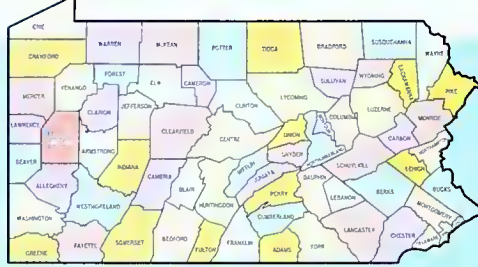 ERIE
CRAWFORD
WARREN
McKEAN
POTTER
TIOGA
BRADFORD
SUSQUEHANNA
WAYNE
FOREST
ELK
CAMERON
SULLIVAN
WYOMING
LACKAWANNA
PIKE
MERCER
VENANGO
CLARION
JEFFERSON
CLINTON
LYCOMING
COLUMBIA
LUZERNE
MONROE
LAWRENCE
ARMSTRONG
CLEARFIELD
CENTRE
UNION
SNYDER
NORTHUMBERLAND
CARBON
NORTHAMPTON
BEAVER
INDIANA
MIFFLIN
JUNIATA
SCHUYLKILL
LEHIGH
ALLEGHENY
WESTMORELAND
CAMBRIA
BLAIR
HUNTINGDON
PERRY
DAUPHIN
LEBANON
BERKS
BUCKS
MONTGOMERY
WASHINGTON
CUMBERLAND
LANCASTER
CHESTER
DELAWARE
GREENE
FAYETTE
SOMERSET
BEDFORD
FULTON
FRANKLIN
ADAMS
YORK